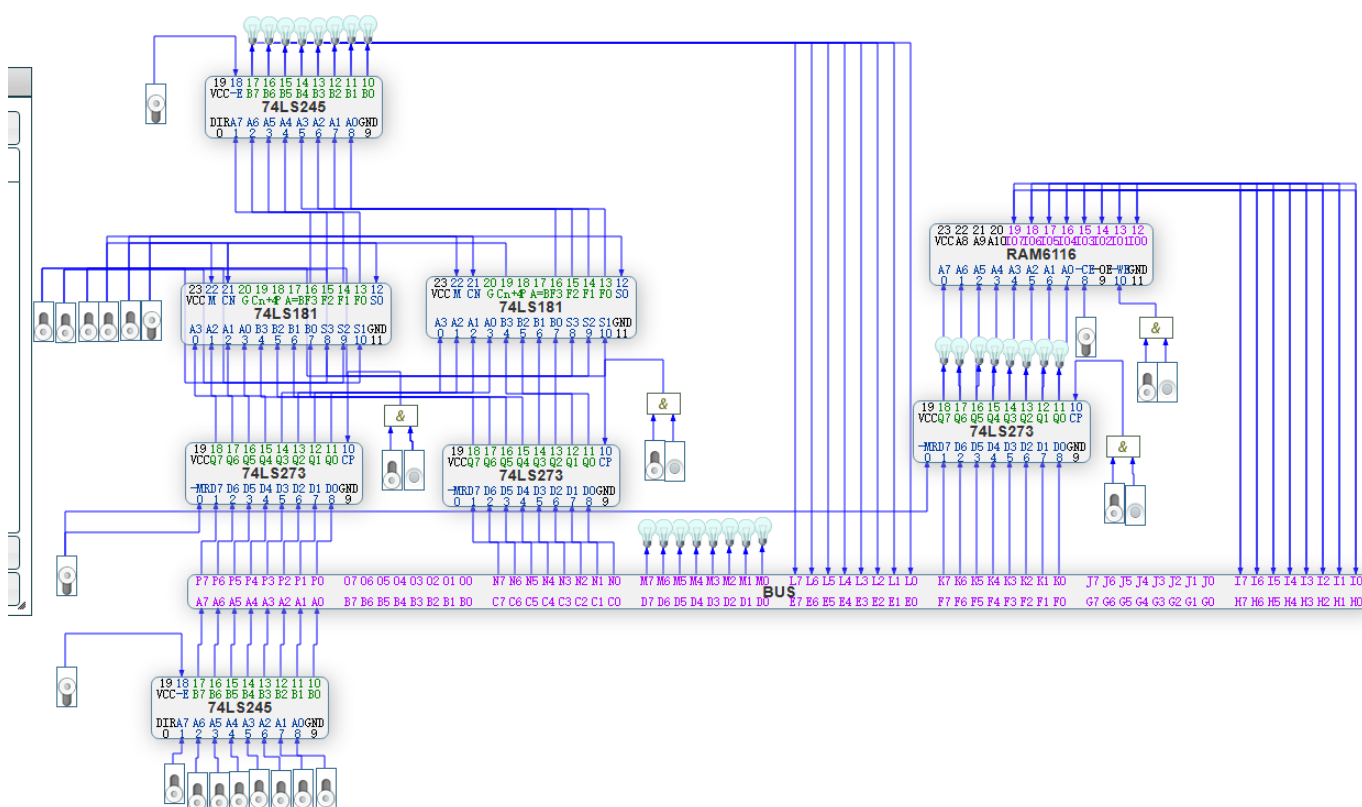 19 18 17 16 15 14 13 12 11 10
VCC -E B7 B6 B5 B4 B3 B2 B1 B0
74LS245
DIR A7 A6 A5 A4 A3 A2 A1 A0 GND
0 1 2 3 4 5 6 7 8 9
23 22 21 20 19 18 17 16 15 14 13 12
VCC A8 A9 A10 IO7 IO6 IO5 IO4 IO3 IO2 IO1 IO0
RAM6116
A7 A6 A5 A4 A3 A2 A1 A0 -CE -OE -WE GND
0 1 2 3 4 5 6 7 8 9 10 11
23 22 21 20 19 18 17 16 15 14 13 12
VCC M CN G Cn+4 P A=B F3 F2 F1 F0 S0
74LS181
A3 A2 A1 A0 B3 B2 B1 B0 S3 S2 S1 GND
0 1 2 3 4 5 6 7 8 9 10 11
23 22 21 20 19 18 17 16 15 14 13 12
VCC M CN G Cn+4 P A=B F3 F2 F1 F0 S0
74LS181
A3 A2 A1 A0 B3 B2 B1 B0 S3 S2 S1 GND
0 1 2 3 4 5 6 7 8 9 10 11
&
&
&
&
19 18 17 16 15 14 13 12 11 10
VCC Q7 Q6 Q5 Q4 Q3 Q2 Q1 Q0 CP
74LS273
-MR D7 D6 D5 D4 D3 D2 D1 D0 GND
0 1 2 3 4 5 6 7 8 9
19 18 17 16 15 14 13 12 11 10
VCC Q7 Q6 Q5 Q4 Q3 Q2 Q1 Q0 CP
74LS273
-MR D7 D6 D5 D4 D3 D2 D1 D0 GND
0 1 2 3 4 5 6 7 8 9
19 18 17 16 15 14 13 12 11 10
VCC Q7 Q6 Q5 Q4 Q3 Q2 Q1 Q0 CP
74LS273
-MR D7 D6 D5 D4 D3 D2 D1 D0 GND
0 1 2 3 4 5 6 7 8 9
P7 P6 P5 P4 P3 P2 P1 P0 O7 O6 O5 O4 O3 O2 O1 O0 N7 N6 N5 N4 N3 N2 N1 N0 M7 M6 M5 M4 M3 M2 M1 M0 L7 L6 L5 L4 L3 L2 L1 L0 K7 K6 K5 K4 K3 K2 K1 K0 J7 J6 J5 J4 J3 J2 J1 J0 I7 I6 I5 I4 I3 I2 I1 I0
BUS
A7 A6 A5 A4 A3 A2 A1 A0 B7 B6 B5 B4 B3 B2 B1 B0 C7 C6 C5 C4 C3 C2 C1 C0 D7 D6 D5 D4 D3 D2 D1 D0 E7 E6 E5 E4 E3 E2 E1 E0 F7 F6 F5 F4 F3 F2 F1 F0 G7 G6 G5 G4 G3 G2 G1 G0 H7 H6 H5 H4 H3 H2 H1 H0
19 18 17 16 15 14 13 12 11 10
VCC -E B7 B6 B5 B4 B3 B2 B1 B0
74LS245
DIR A7 A6 A5 A4 A3 A2 A1 A0 GND
0 1 2 3 4 5 6 7 8 9